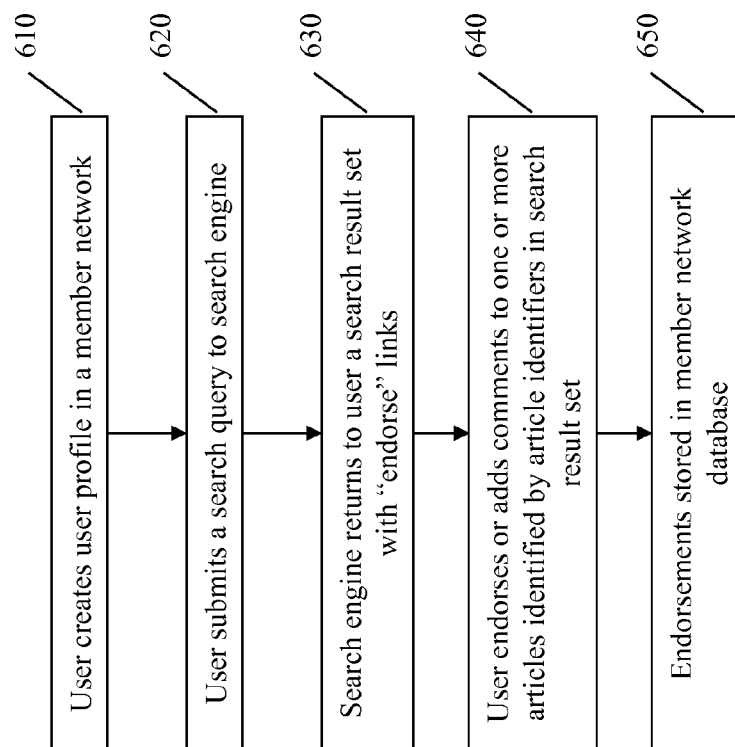 610
User creates user profile in a member network
620
User submits a search query to search engine
630
Search engine returns to user a search result set
with “endorse” links
640
User endorses or adds comments to one or more
articles identified by article identifiers in search
result set
650
Endorsements stored in member network
database